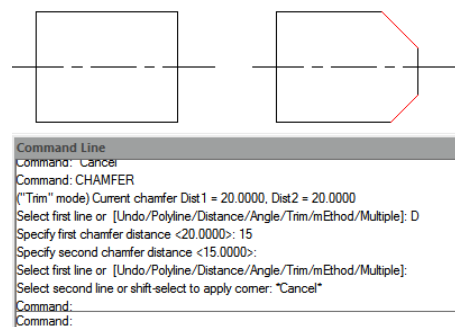 Command Line
Command: *Cancel*
Command: CHAMFER
("Trim" mode) Current chamfer Dist1 = 20.0000, Dist2 = 20.0000
Select first line or [Undo/Polyline/Distance/Angle/Trim/mEthod/Multiple]: D
Specify first chamfer distance <20.0000>: 15
Specify second chamfer distance <15.0000>:
Select first line or [Undo/Polyline/Distance/Angle/Trim/mEthod/Multiple]:
Select second line or shift-select to apply corner: *Cancel*
Command:
Command: